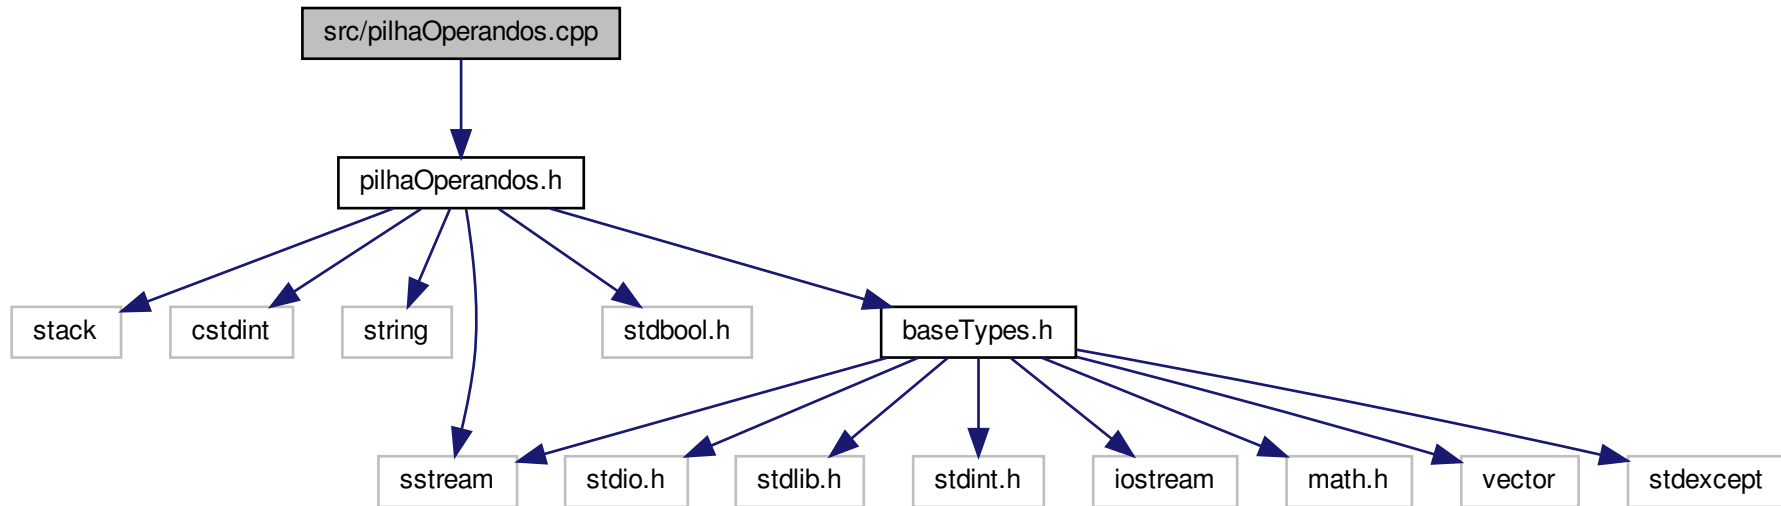 src/pilhaOperandos.cpp
pilhaOperandos.h
stack
cstdint
string
stdbool.h
baseTypes.h
sstream
stdio.h
stdlib.h
stdint.h
iostream
math.h
vector
stdexcept